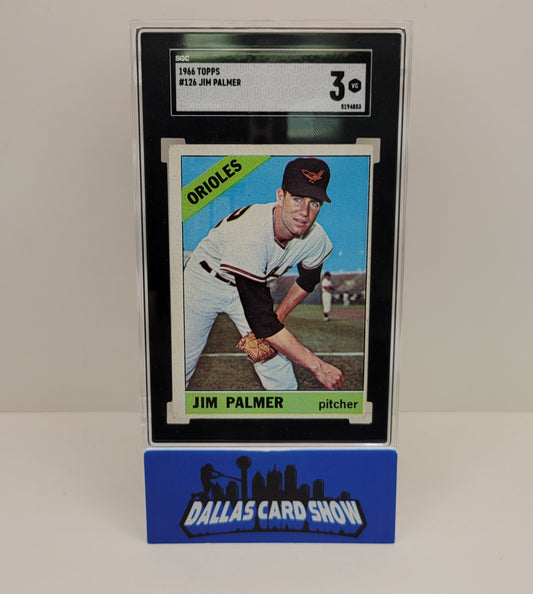 SGC
1966 TOPPS
#126 JIM PALMER
3 VG
8194853
ORIOLES
JIM PALMER pitcher
DALLAS CARD SHOW